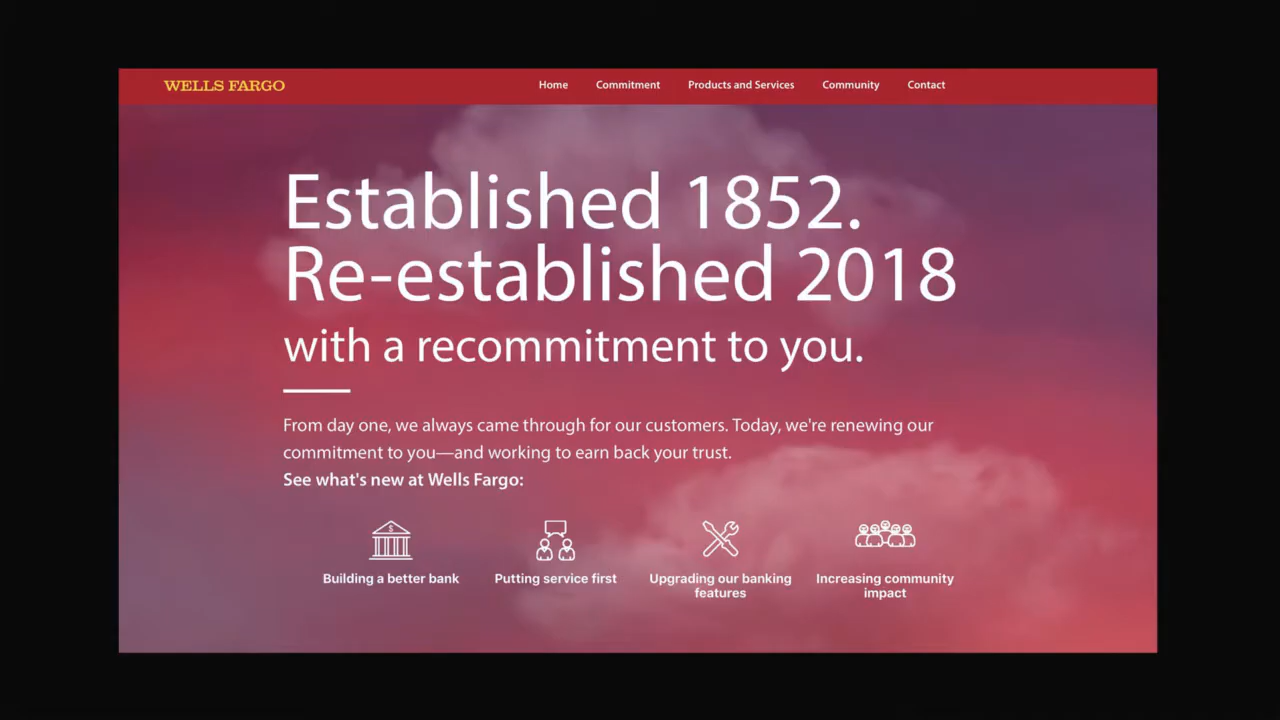 WELLS FARGO
Home Commitment Products and Services Community Contact
Established 1852.
Re-established 2018
with a recommitment to you.
From day one, we always came through for our customers. Today, we're renewing our
commitment to you—and working to earn back your trust.
See what's new at Wells Fargo:
$
Building a better bank
Putting service first
Upgrading our banking
features
Increasing community
impact